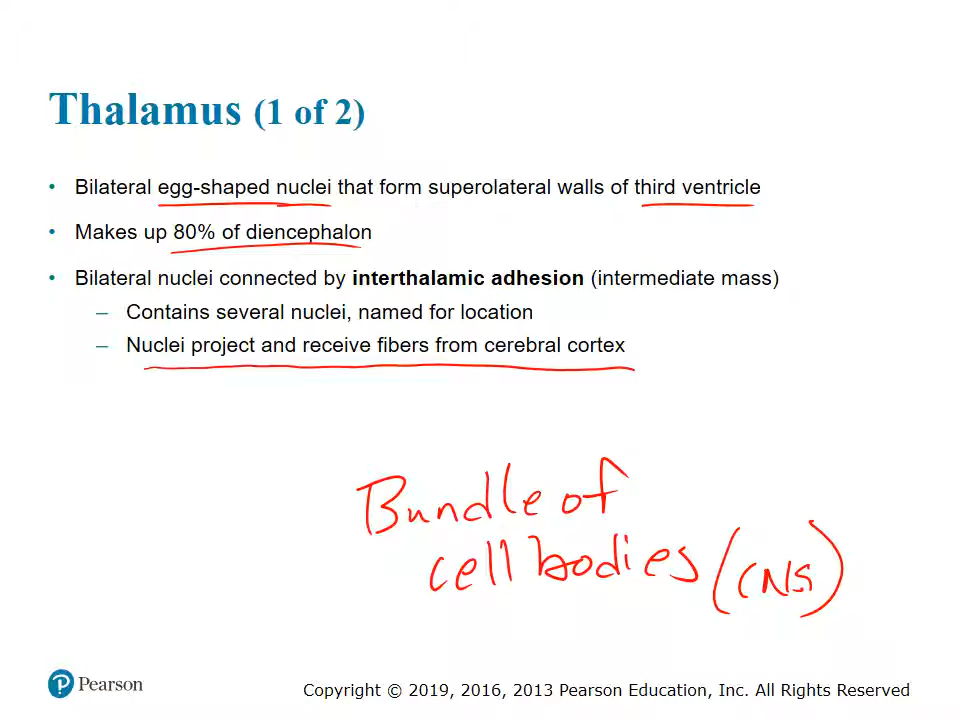 Thalamus (1 of 2)
• Bilateral egg-shaped nuclei that form superolateral walls of third ventricle
• Makes up 80% of diencephalon
• Bilateral nuclei connected by interthalamic adhesion (intermediate mass)
– Contains several nuclei, named for location
– Nuclei project and receive fibers from cerebral cortex
Bundle of
cell bodies (CNS)
P Pearson
Copyright © 2019, 2016, 2013 Pearson Education, Inc. All Rights Reserved